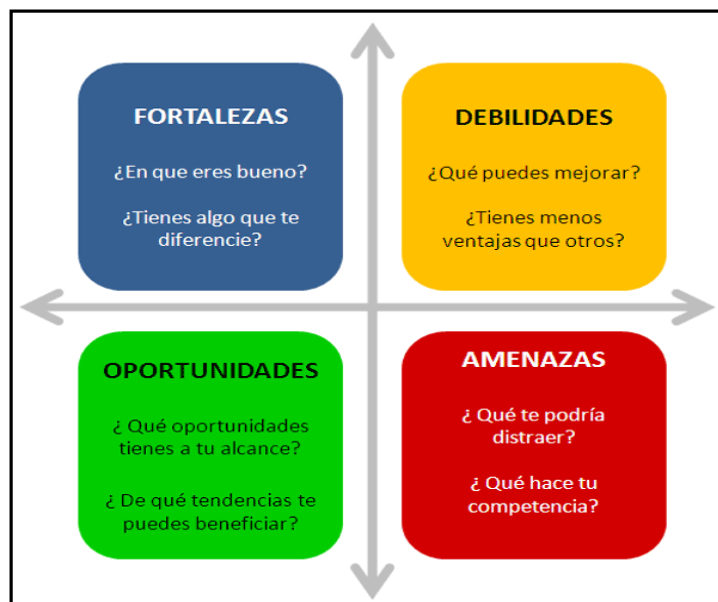 FORTALEZAS
¿En que eres bueno?
¿Tienes algo que te
diferencie?
DEBILIDADES
¿Qué puedes mejorar?
¿Tienes menos
ventajas que otros?
OPORTUNIDADES
¿ Qué oportunidades
tienes a tu alcance?
¿ De qué tendencias te
puedes beneficiar?
AMENAZAS
¿ Qué te podría
distraer?
¿ Qué hace tu
competencia?